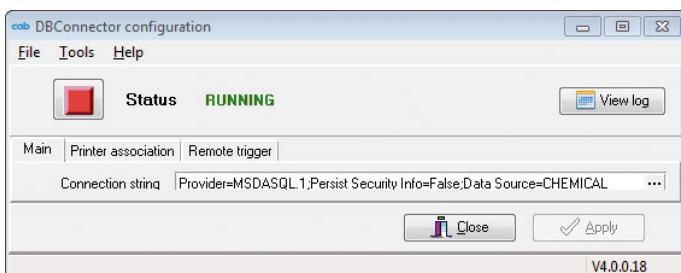 cab DBConnector configuration
File Tools Help
Status RUNNING View log
Main Printer association Remote trigger
Connection string Provider=MSDASQL.1;Persist Security Info=False;Data Source=CHEMICAL ...
Close Apply
V4.0.0.18